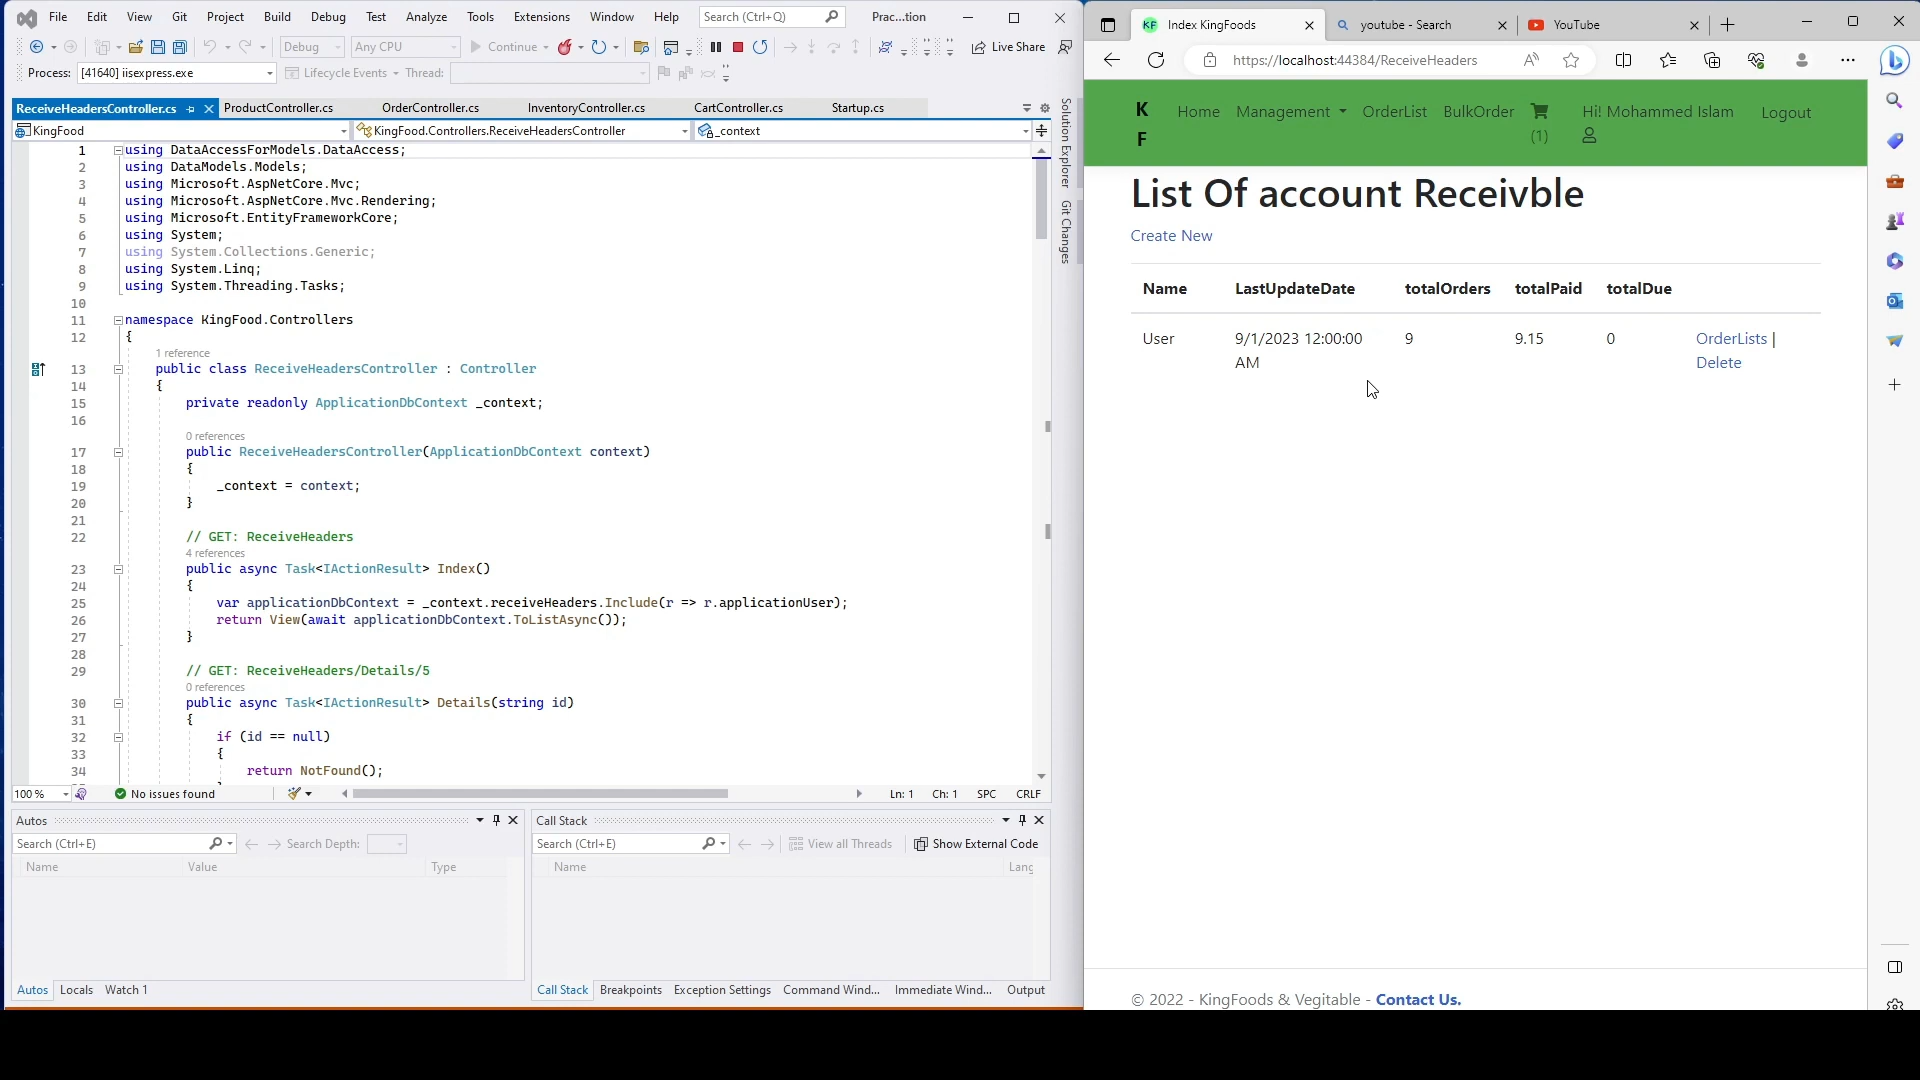 File Edit View Git Project Build Debug Test Analyze Tools Extensions Window Help Search (Ctrl+Q) Prac...tion
Debug Any CPU Continue Live Share
Process: [41640] iisexpress.exe Lifecycle Events Thread:
ReceiveHeadersController.cs ProductController.cs OrderController.cs InventoryController.cs CartController.cs Startup.cs
KingFood KingFood.Controllers.ReceiveHeadersController _context
1 using DataAccessForModels.DataAccess;
2 using DataModels.Models;
3 using Microsoft.AspNetCore.Mvc;
4 using Microsoft.AspNetCore.Mvc.Rendering;
5 using Microsoft.EntityFrameworkCore;
6 using System;
7 using System.Collections.Generic;
8 using System.Linq;
9 using System.Threading.Tasks;
10
11 namespace KingFood.Controllers
12 {
1 reference
13 public class ReceiveHeadersController : Controller
14 {
15 private readonly ApplicationDbContext _context;
16
0 references
17 public ReceiveHeadersController(ApplicationDbContext context)
18 {
19 _context = context;
20 }
21
22 // GET: ReceiveHeaders
4 references
23 public async Task<IActionResult> Index()
24 {
25 var applicationDbContext = _context.receiveHeaders.Include(r => r.applicationUser);
26 return View(await applicationDbContext.ToListAsync());
27 }
28
29 // GET: ReceiveHeaders/Details/5
0 references
30 public async Task<IActionResult> Details(string id)
31 {
32 if (id == null)
33 {
34 return NotFound();
100 % No issues found Ln: 1 Ch: 1 SPC CRLF
Solution Explorer
Git Changes
Autos
Search (Ctrl+E) Search Depth:
Name Value Type
Autos Locals Watch 1
Call Stack
Search (Ctrl+E) View all Threads Show External Code
Name Lang
Call Stack Breakpoints Exception Settings Command Wind... Immediate Wind... Output
KF Index KingFoods youtube - Search YouTube
https://localhost:44384/ReceiveHeaders
K
F
Home Management OrderList BulkOrder (1) Hi! Mohammed Islam Logout
List Of account Receivble
Create New
Name LastUpdateDate totalOrders totalPaid totalDue
User 9/1/2023 12:00:00 9 9.15 0 OrderLists |
AM Delete
© 2022 - KingFoods & Vegitable - Contact Us.